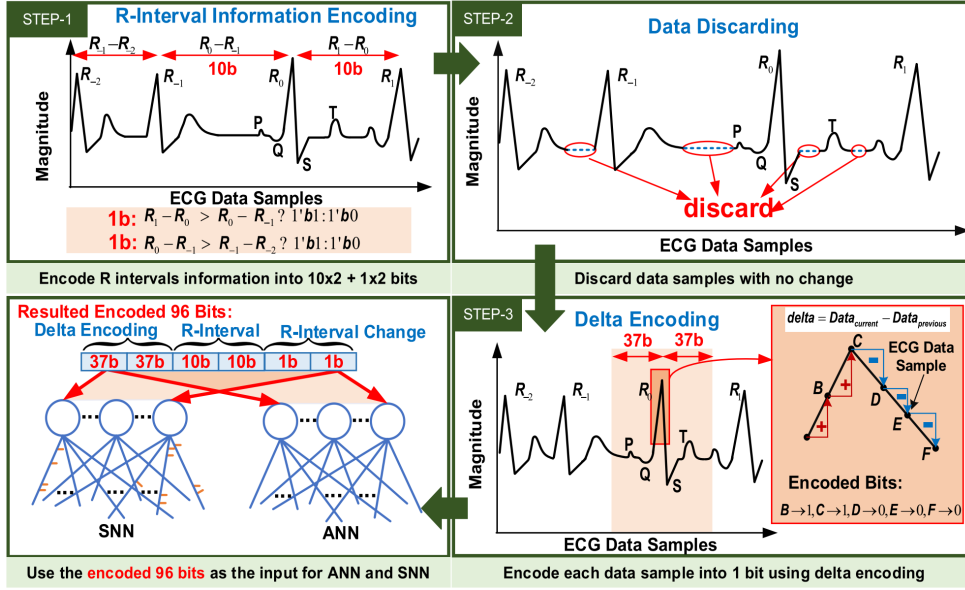 STEP-1
R-Interval Information Encoding
R₋₁−R₋₂
R₀−R₋₁
R₁−R₀
10b
10b
R₋₂
R₋₁
R₀
R₁
P
Q
S
T
Magnitude
ECG Data Samples
1b: R₁−R₀ > R₀−R₋₁? 1'b1:1'b0
1b: R₀−R₋₁ > R₋₁−R₋₂? 1'b1:1'b0
Encode R intervals information into 10x2 + 1x2 bits
STEP-2
Data Discarding
R₋₂
R₋₁
R₀
R₁
P
Q
S
T
discard
Magnitude
ECG Data Samples
Discard data samples with no change
STEP-3
Delta Encoding
37b
37b
R₋₂
R₋₁
R₀
R₁
P
Q
S
T
Magnitude
ECG Data Samples
delta = Data_current − Data_previous
ECG Data
Sample
B
C
D
E
F
+
+
-
-
-
Encoded Bits:
B→1,C→1,D→0,E→0,F→0
Encode each data sample into 1 bit using delta encoding
Resulted Encoded 96 Bits:
Delta Encoding R-Interval R-Interval Change
37b 37b 10b 10b 1b 1b
... ...
... ...
... ...
... ...
SNN
ANN
Use the encoded 96 bits as the input for ANN and SNN